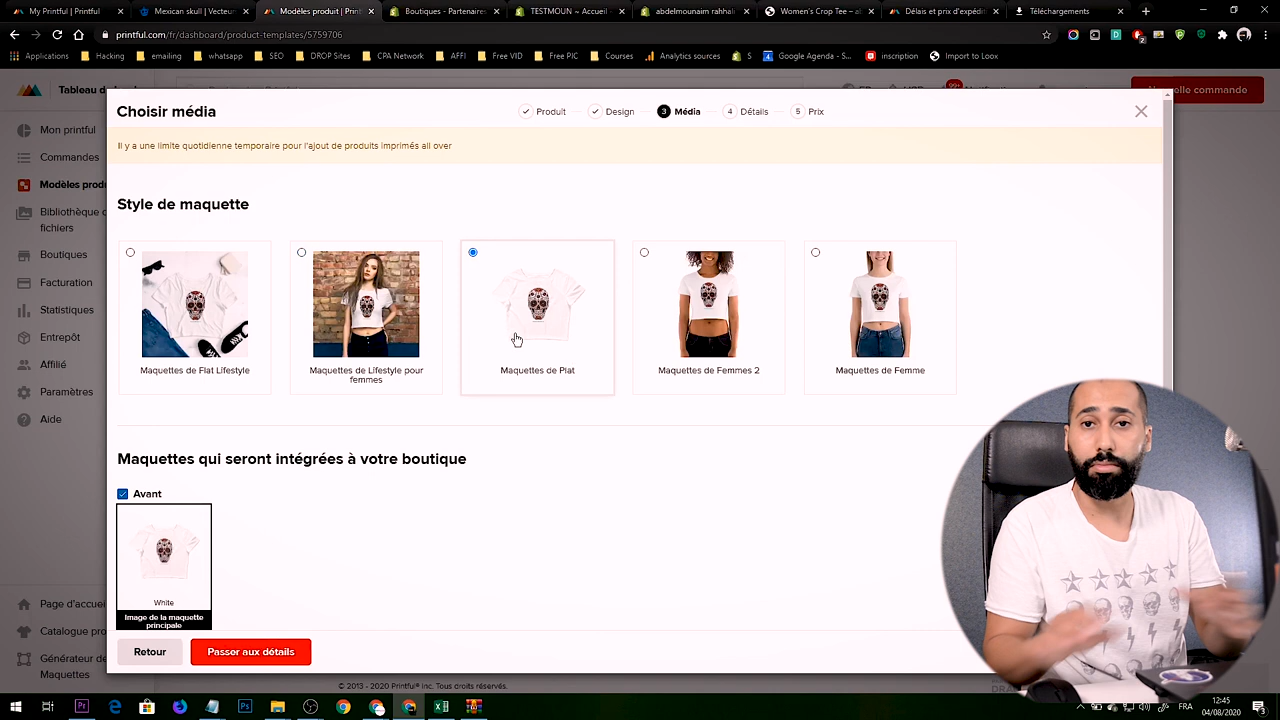 My Printful | Printful
Mexican skull | Vecteu
Modèles produit | Print
Boutiques - Partenaires
TESTMOUN ~ Accueil -
abdelmounaim rahhali
Women's Crop Tee – ab
Délais et prix d'expédit
Téléchargements
printful.com/fr/dashboard/product-templates/5759706
Applications
Hacking
emailing
whatsapp
SEO
DROP Sites
CPA Network
AFFI
Free VID
Free PIC
Courses
Analytics sources
S
Google Agenda - S...
inscription
Import to Loox
Tableau de
elle commande
Choisir média
Produit
Design
3 Média
4 Détails
5 Prix
Il y a une limite quotidienne temporaire pour l'ajout de produits imprimés all over
Mon printful
Commandes
Modèles prod
Bibliothèque d
fichiers
Boutiques
Facturation
Statistiques
Entrepôt
Affilié
Paramètres
Aide
Page d'accuei
Catalogue pro
Générateur de
Maquettes
Style de maquette
Maquettes de Flat Lifestyle
Maquettes de Lifestyle pour
femmes
Maquettes de Plat
Maquettes de Femmes 2
Maquettes de Femme
Maquettes qui seront intégrées à votre boutique
Avant
White
Image de la maquette
principale
Retour
Passer aux détails
© 2013 - 2020 Printful® Inc. Tous droits réservés.
FRA
12:45
04/08/2020